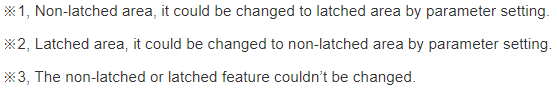 ※1, Non-latched area, it could be changed to latched area by parameter setting.
※2, Latched area, it could be changed to non-latched area by parameter setting.
※3, The non-latched or latched feature couldn’t be changed.